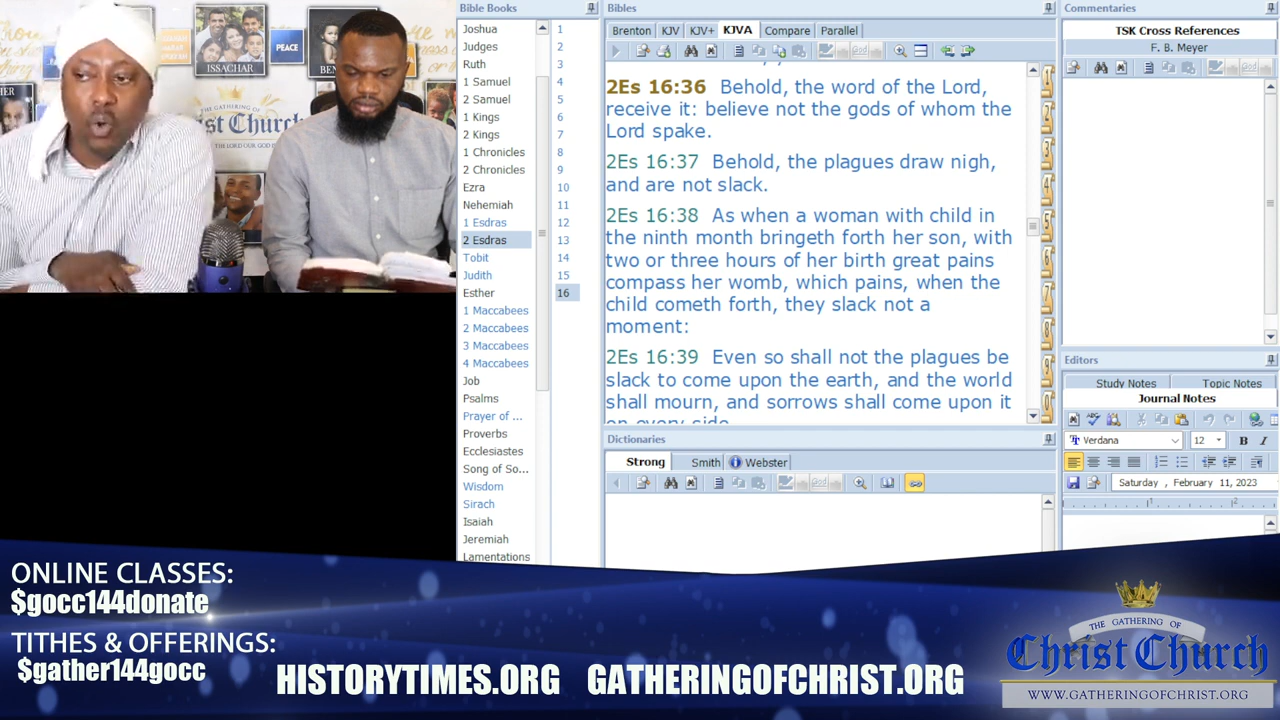 ISSACHAR
PEACE
THE GATHERING OF
Christ Church
Bible Books
Joshua
Judges
Ruth
1 Samuel
2 Samuel
1 Kings
2 Kings
1 Chronicles
2 Chronicles
Ezra
Nehemiah
1 Esdras
2 Esdras
Tobit
Judith
Esther
1 Maccabees
2 Maccabees
3 Maccabees
4 Maccabees
Job
Psalms
Prayer of ...
Proverbs
Ecclesiastes
Song of So...
Wisdom
Sirach
Isaiah
Jeremiah
Lamentations
1
2
3
4
5
6
7
8
9
10
11
12
13
14
15
16
Bibles
Brenton KJV KJV+ KJVA Compare Parallel
2Es 16:36 Behold, the word of the Lord,
receive it: believe not the gods of whom the
Lord spake.
2Es 16:37 Behold, the plagues draw nigh,
and are not slack.
2Es 16:38 As when a woman with child in
the ninth month bringeth forth her son, with
two or three hours of her birth great pains
compass her womb, which pains, when the
child cometh forth, they slack not a
moment:
2Es 16:39 Even so shall not the plagues be
slack to come upon the earth, and the world
shall mourn, and sorrows shall come upon it
on every side.
Dictionaries
Strong Smith Webster
Commentaries
TSK Cross References
F. B. Meyer
Editors
Study Notes Topic Notes
Journal Notes
Verdana 12 B I
Saturday , February 11, 2023
1 2
ONLINE CLASSES:
$gocc144donate
TITHES & OFFERINGS:
$gather144gocc
HISTORYTIMES.ORG GATHERINGOFCHRIST.ORG
THE GATHERING OF
Christ Church
WWW.GATHERINGOFCHRIST.ORG